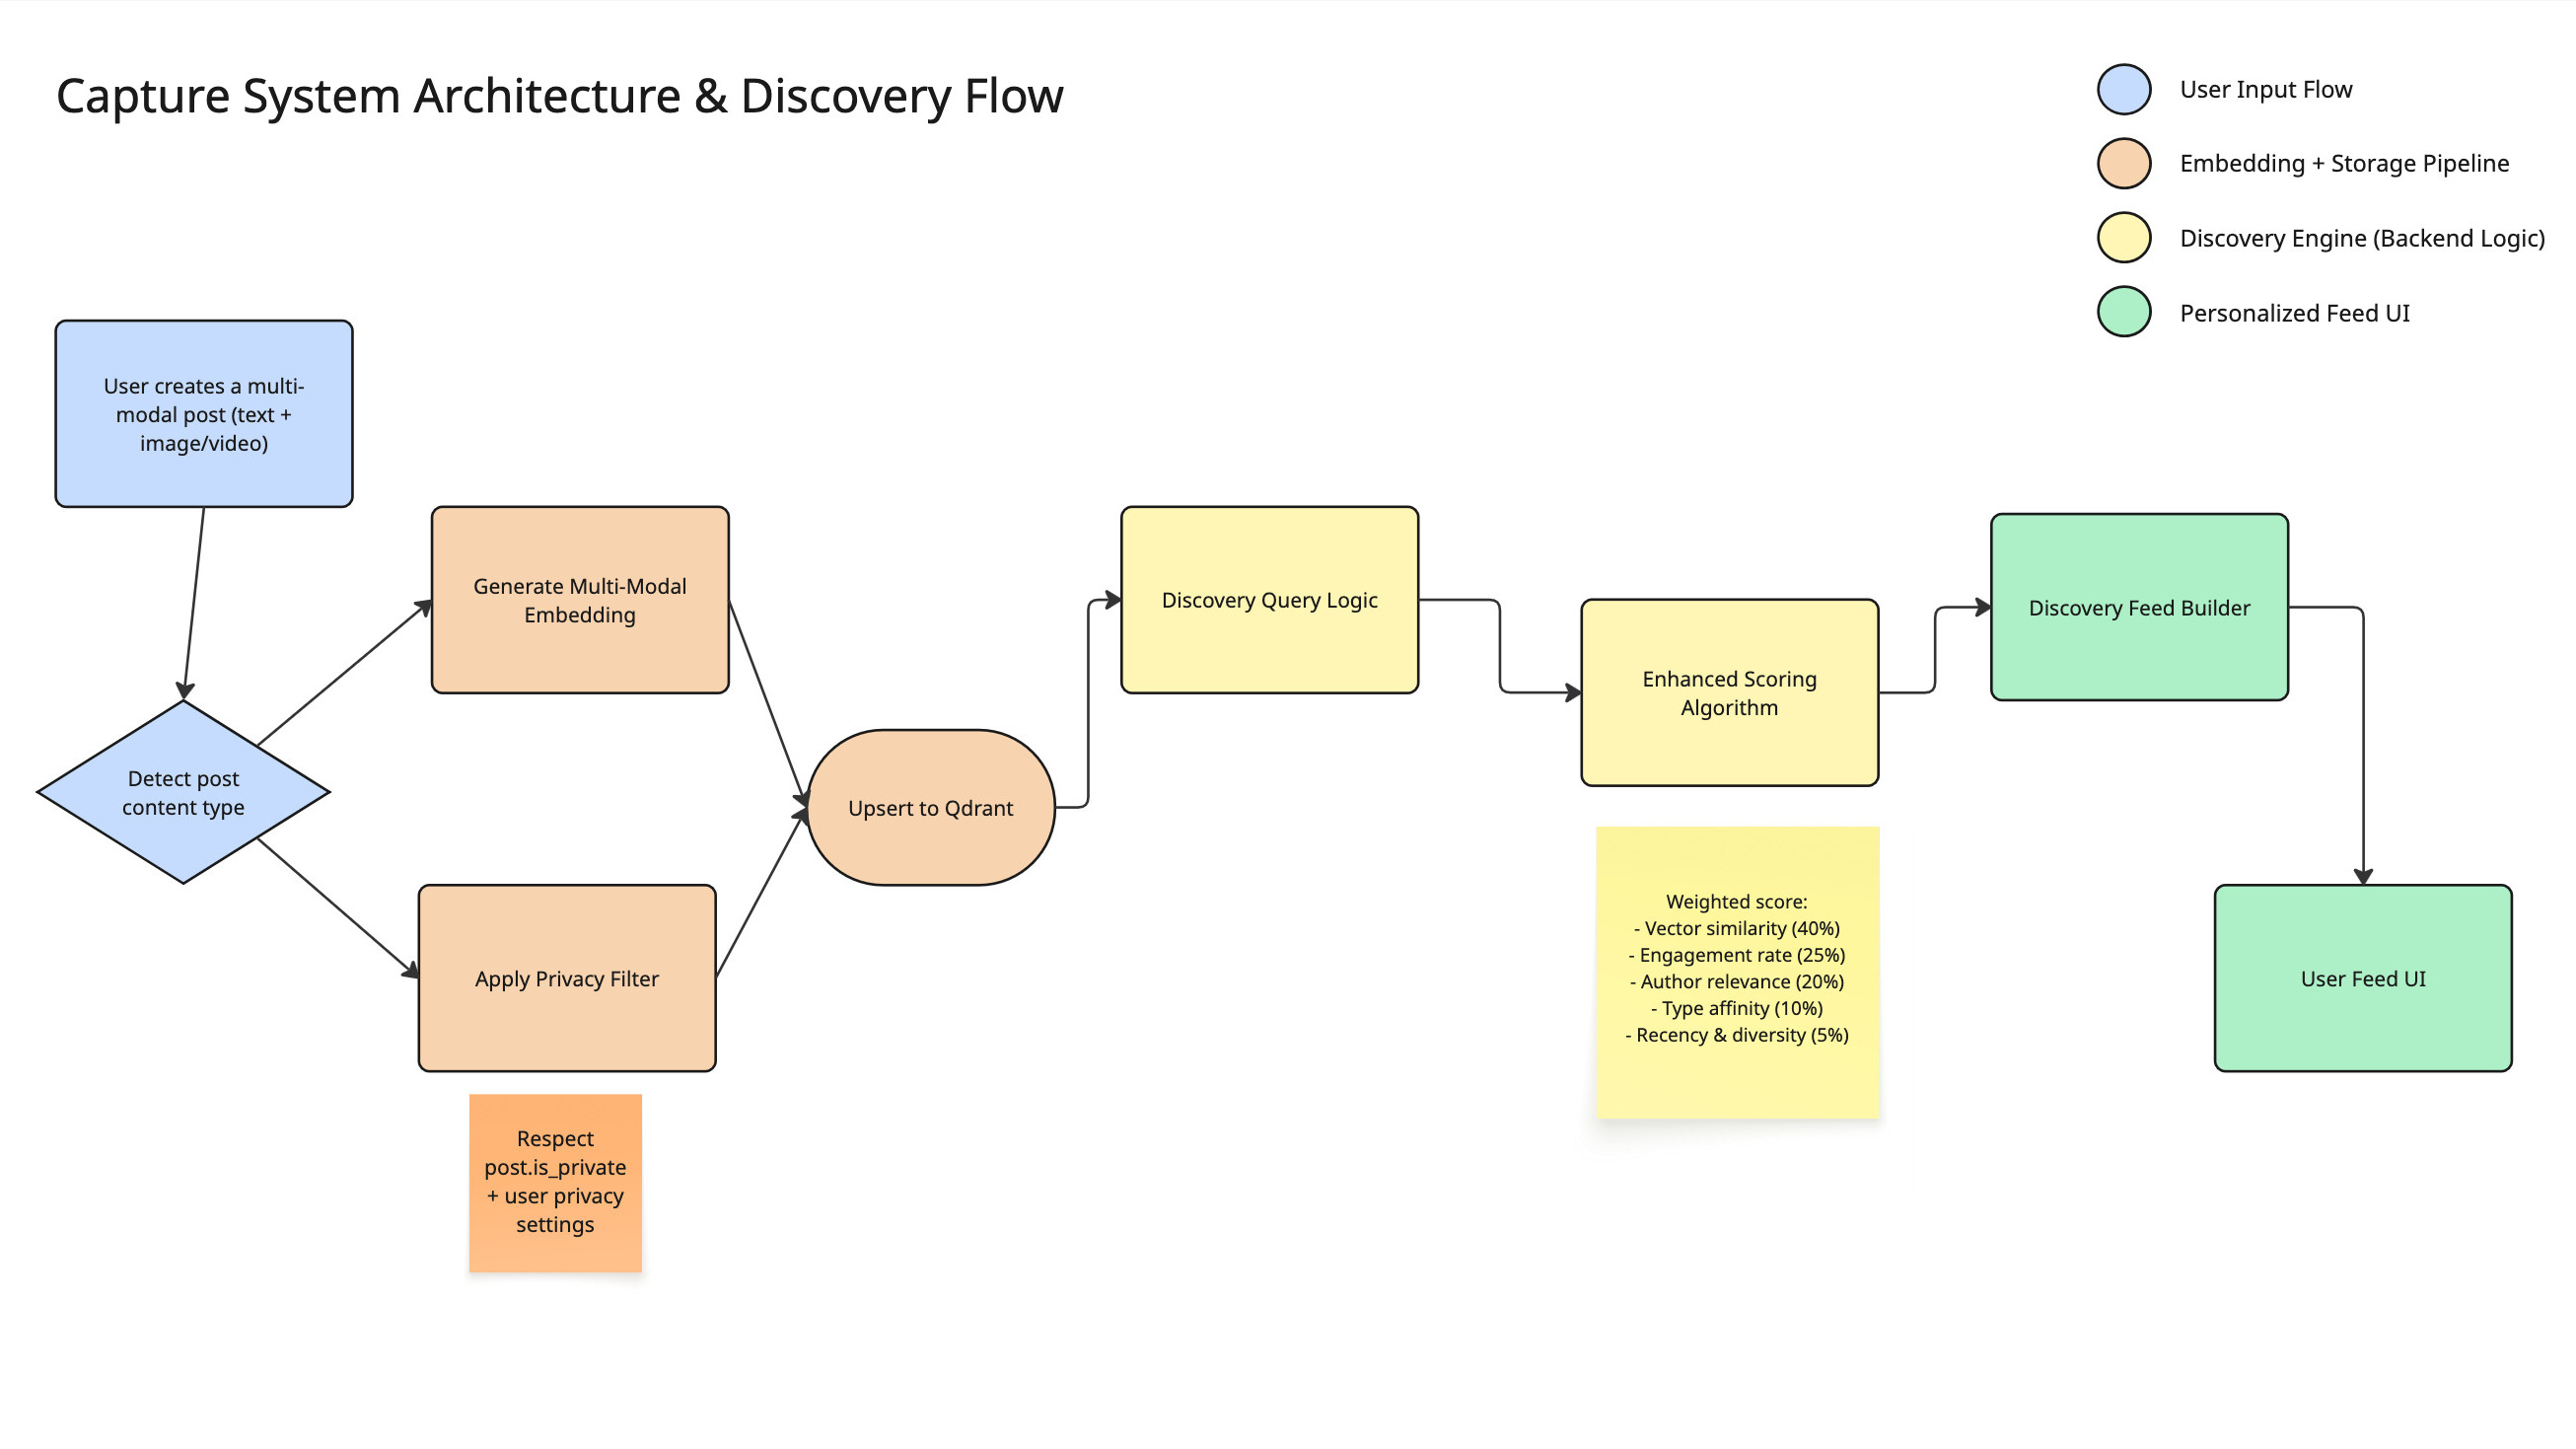 Capture System Architecture & Discovery Flow
User Input Flow
Embedding + Storage Pipeline
Discovery Engine (Backend Logic)
Personalized Feed UI
User creates a multi-
modal post (text +
image/video)
Detect post
content type
Generate Multi-Modal
Embedding
Apply Privacy Filter
Respect
post.is_private
+ user privacy
settings
Upsert to Qdrant
Discovery Query Logic
Enhanced Scoring
Algorithm
Weighted score:
- Vector similarity (40%)
- Engagement rate (25%)
- Author relevance (20%)
- Type affinity (10%)
- Recency & diversity (5%)
Discovery Feed Builder
User Feed UI